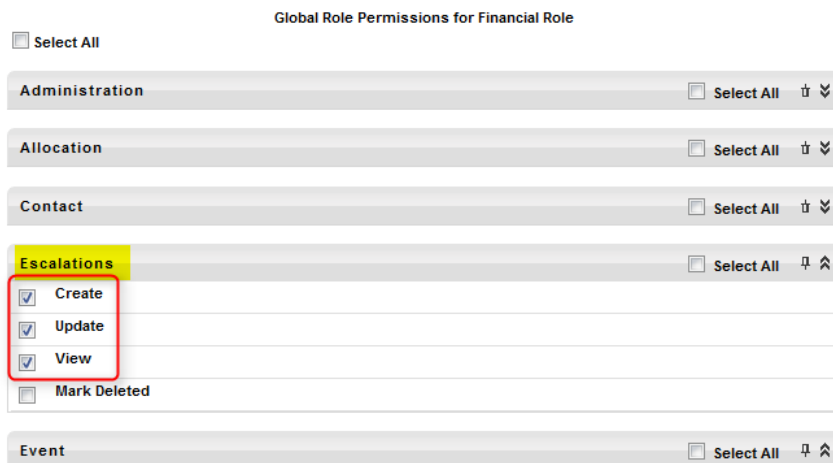 Global Role Permissions for Financial Role
Select All
Administration Select All
Allocation Select All
Contact Select All
Escalations Select All
Create
Update
View
Mark Deleted
Event Select All